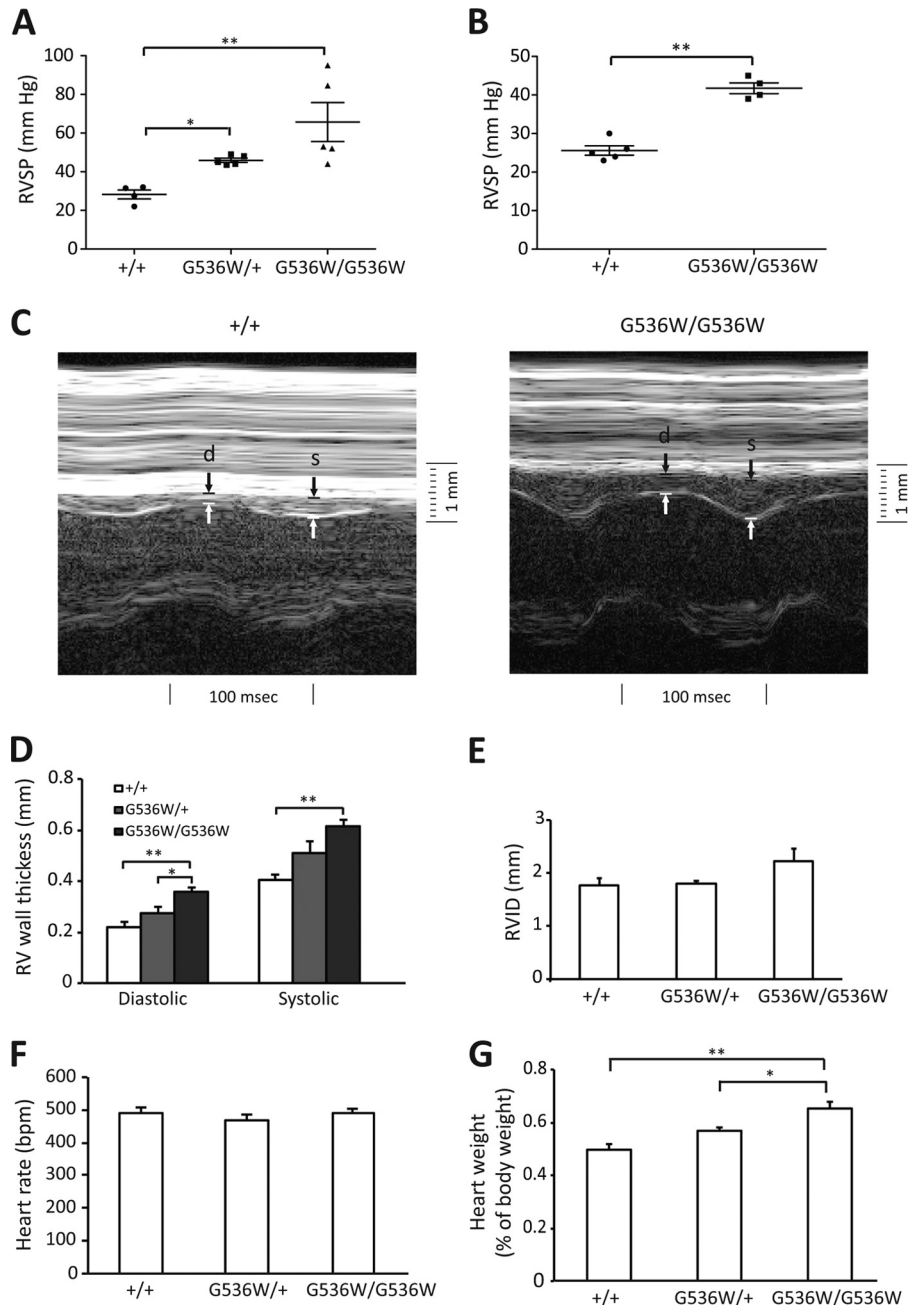 A
RVSP (mm Hg)
100
80
60
40
20
0
**
*
+/+
G536W/+
G536W/G536W
B
RVSP (mm Hg)
50
40
30
20
10
0
**
+/+
G536W/G536W
C
+/+
d
s
1 mm
100 msec
G536W/G536W
d
s
1 mm
100 msec
D
RV wall thickess (mm)
0.8
0.6
0.4
0.2
0
+/+
G536W/+
G536W/G536W
**
*
**
Diastolic
Systolic
E
RVID (mm)
3
2
1
0
+/+
G536W/+
G536W/G536W
F
Heart rate (bpm)
600
500
400
300
200
100
0
+/+
G536W/+
G536W/G536W
G
Heart weight
(% of body weight)
0.8
0.6
0.4
0.2
0
**
*
+/+
G536W/+
G536W/G536W